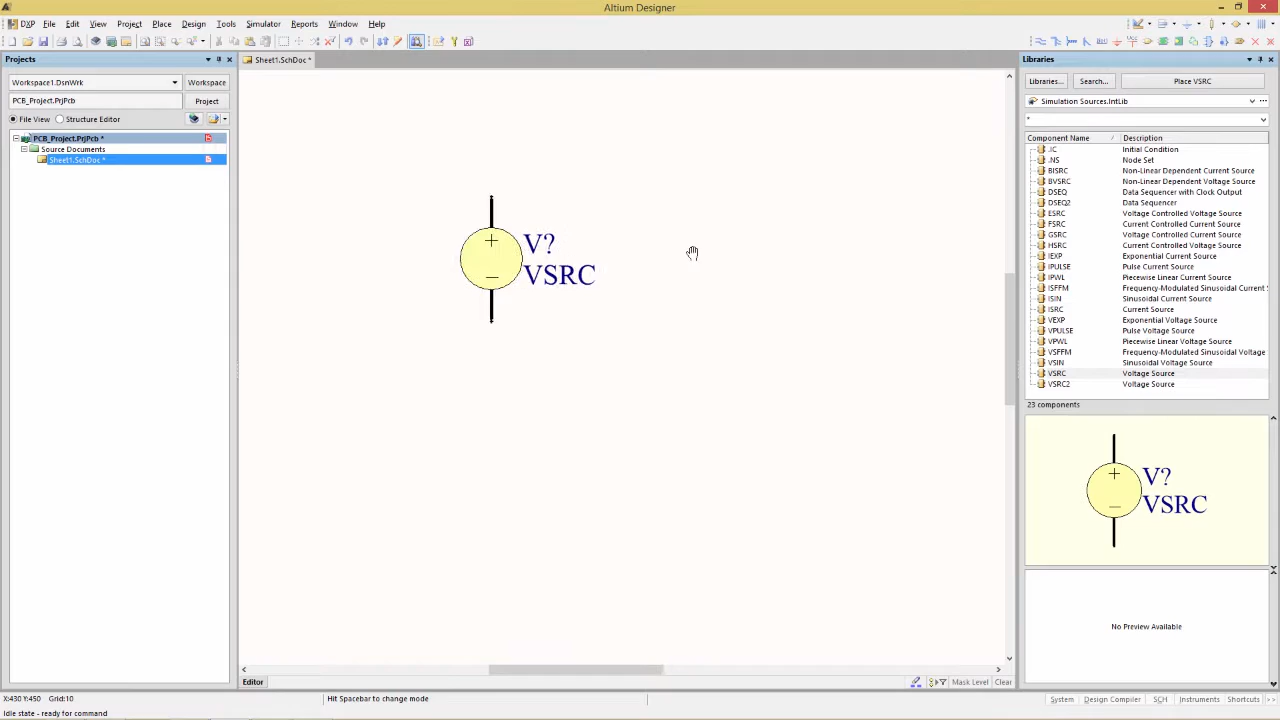 Altium Designer
DXP File Edit View Project Place Design Tools Simulator Reports Window Help
Projects
Workspace1.DsnWrk Workspace
PCB_Project.PrjPcb Project
File View Structure Editor
PCB_Project.PrjPcb *
Source Documents
Sheet1.SchDoc *
Sheet1.SchDoc *
V?
VSRC
Editor
Mask Level Clear
Libraries
Libraries... Search... Place VSRC
Simulation Sources.IntLib
*
Component Name Description
.IC Initial Condition
.NS Node Set
BISRC Non-Linear Dependent Current Source
BVSRC Non-Linear Dependent Voltage Source
DSEQ Data Sequencer with Clock Output
DSEQ2 Data Sequencer
ESRC Voltage Controlled Voltage Source
FSRC Current Controlled Current Source
GSRC Voltage Controlled Current Source
HSRC Current Controlled Voltage Source
IEXP Exponential Current Source
IPULSE Pulse Current Source
IPWL Piecewise Linear Current Source
ISFFM Frequency-Modulated Sinusoidal Current S
ISIN Sinusoidal Current Source
ISRC Current Source
VEXP Exponential Voltage Source
VPULSE Pulse Voltage Source
VPWL Piecewise Linear Voltage Source
VSFFM Frequency-Modulated Sinusoidal Voltage
VSIN Sinusoidal Voltage Source
VSRC Voltage Source
VSRC2 Voltage Source
23 components
V?
VSRC
No Preview Available
X:430 Y:450 Grid:10 Hit Spacebar to change mode System Design Compiler SCH Instruments Shortcuts >>
Idle state - ready for command